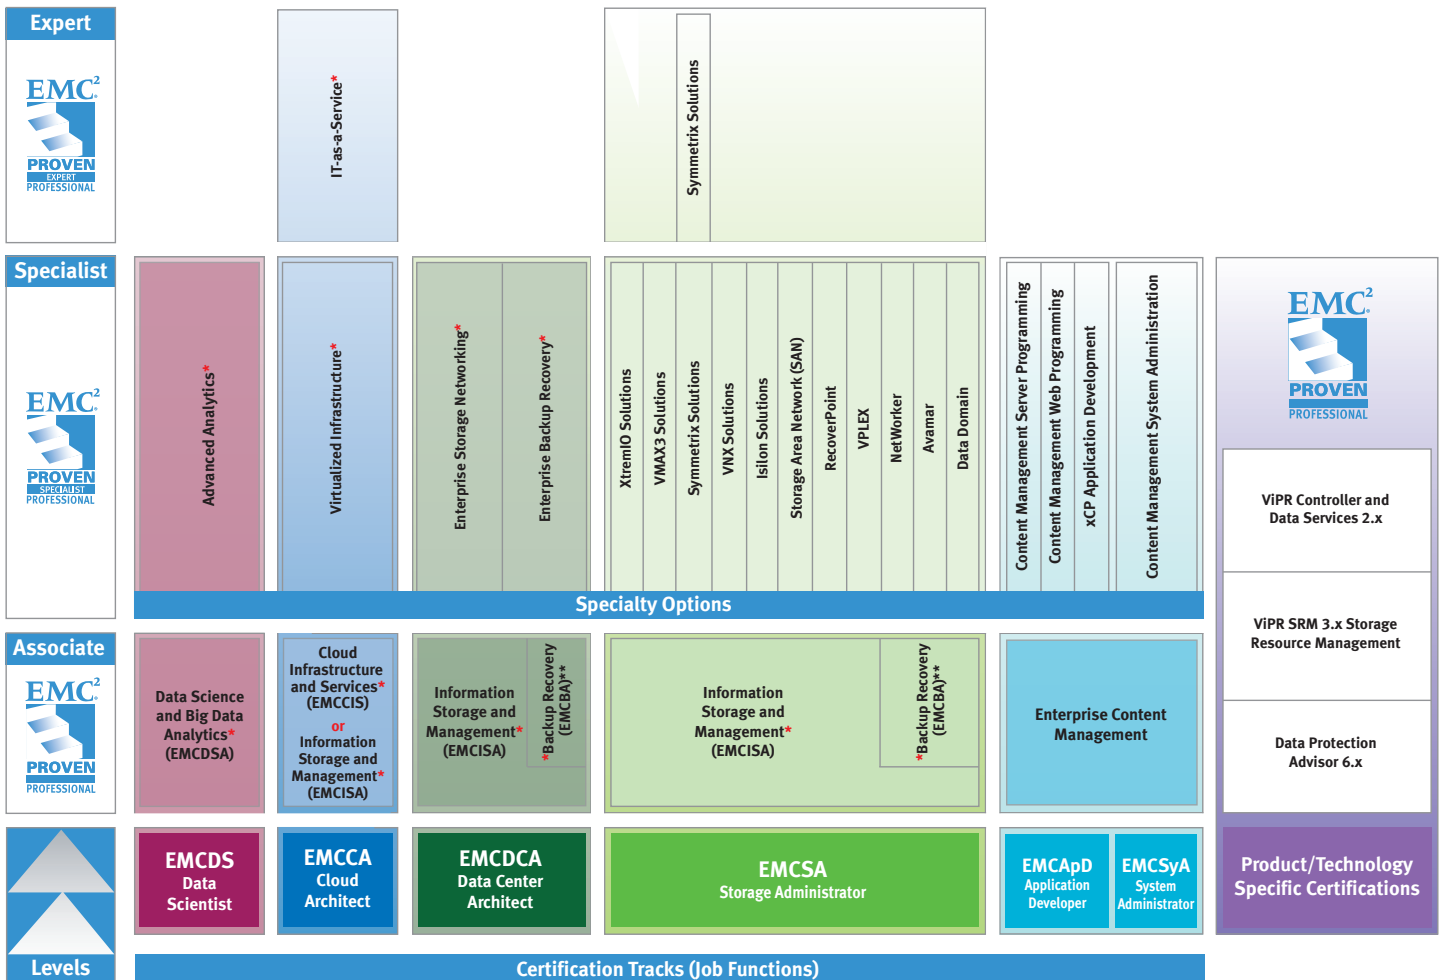 Expert
EMC2
PROVEN
EXPERT
PROFESSIONAL
IT-as-a-Service*
Symmetrix Solutions
Specialist
EMC2
PROVEN
SPECIALIST
PROFESSIONAL
Advanced Analytics*
Virtualized Infrastructure*
Enterprise Storage Networking*
Enterprise Backup Recovery*
XtremIO Solutions
VMAX3 Solutions
Symmetrix Solutions
VNX Solutions
Isilon Solutions
Storage Area Network (SAN)
RecoverPoint
VPLEX
NetWorker
Avamar
Data Domain
Content Management Server Programming
Content Management Web Programming
xCP Application Development
Content Management System Administration
Specialty Options
Associate
EMC2
PROVEN
PROFESSIONAL
Data Science
and Big Data
Analytics*
(EMCDSA)
Cloud
Infrastructure
and Services*
(EMCCIS)
or
Information
Storage and
Management*
(EMCISA)
Information
Storage and
Management*
(EMCISA)
*Backup Recovery
(EMCBA)**
Information
Storage and
Management*
(EMCISA)
*Backup Recovery
(EMCBA)**
Enterprise Content
Management
EMC2
PROVEN
PROFESSIONAL
ViPR Controller and
Data Services 2.x
ViPR SRM 3.x Storage
Resource Management
Data Protection
Advisor 6.x
Product/Technology
Specific Certifications
EMCDS
Data
Scientist
EMCCA
Cloud
Architect
EMCDCA
Data Center
Architect
EMCSA
Storage Administrator
EMCApD
Application
Developer
EMCSyA
System
Administrator
Levels
Certification Tracks (Job Functions)